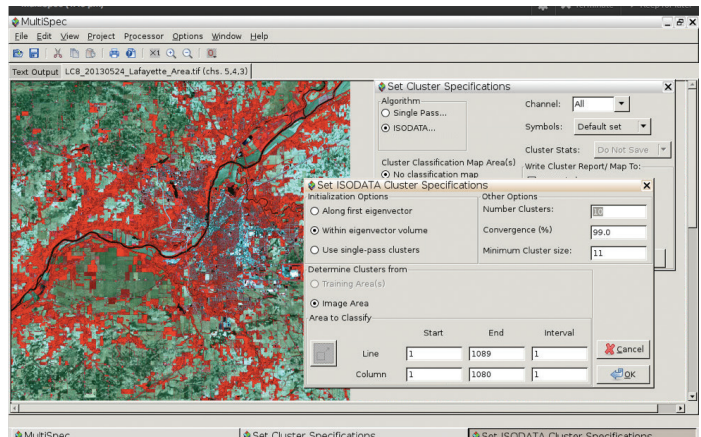 MultiSpec
File Edit View Project Processor Options Window Help
Text Output LC8_20130524_Lafayette_Area.tif (chs. 5,4,3)
Set Cluster Specifications
Algorithm
Single Pass...
ISODATA...
Channel: All
Symbols: Default set
Cluster Stats: Do Not Save
Cluster Classification Map Area(s)
No classification map
Write Cluster Report/ Map To:
Set ISODATA Cluster Specifications
Initialization Options
Along first eigenvector
Within eigenvector volume
Use single-pass clusters
Other Options
Number Clusters:
Convergence (%) 99.0
Minimum Cluster size: 11
Determine Clusters from
Training Area(s)
Image Area
Area to Classify
Start End Interval
Line 1 1089 1
Column 1 1080 1
Cancel
OK
MultiSpec Set Cluster Specifications Set ISODATA Cluster Specifications